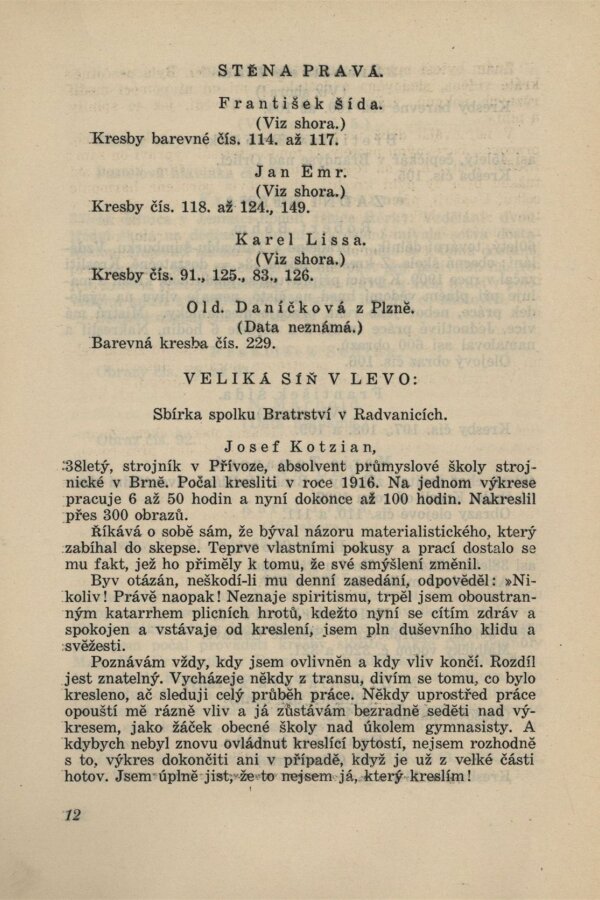 STĚNA PRAVÁ.
František Šída.
(Viz shora.)
Kresby barevné čís. 114. až 117.
Jan Emr.
(Viz shora.)
Kresby čís. 118. až 124., 149.
Karel Lissa.
(Viz shora.)
Kresby čís. 91., 125., 83., 126.
Old. Daníčková z Plzně.
(Data neznámá.)
Barevná kresba čís. 229.
VELIKÁ SÍŇ V LEVO:
Sbírka spolku Bratrství v Radvanicích.
Josef Kotzian,
38letý, strojník v Přívoze, absolvent průmyslové školy stroj-
nické v Brně. Počal kresliti v roce 1916. Na jednom výkrese
pracuje 6 až 50 hodin a nyní dokonce až 100 hodin. Nakreslil
přes 300 obrazů.
Říkává o sobě sám, že býval názoru materialistického, který
zabíhal do skepse. Teprve vlastními pokusy a prací dostalo se
mu fakt, jež ho přiměly k tomu, že své smýšlení změnil.
Byv otázán, neškodí-li mu denní zasedání, odpověděl: »Ni-
koliv! Právě naopak! Neznaje spiritismu, trpěl jsem oboustran-
ným katarrhem plicních hrotů, kdežto nyní se cítím zdráv a
spokojen a vstávaje od kreslení, jsem pln duševního klidu a
svěžesti.
Poznávám vždy, kdy jsem ovlivněn a kdy vliv končí. Rozdíl
jest znatelný. Vycházeje někdy z transu, divím se tomu, co bylo
kresleno, ač sleduji celý průběh práce. Někdy uprostřed práce
opouští mě rázně vliv a já zůstávám bezradně seděti nad vý-
kresem, jako žáček obecné školy nad úkolem gymnasisty. A
kdybych nebyl znovu ovládnut kreslící bytostí, nejsem rozhodně
s to, výkres dokončiti ani v případě, když je už z velké části
hotov. Jsem úplně jist, že to nejsem já, který kreslím!
12